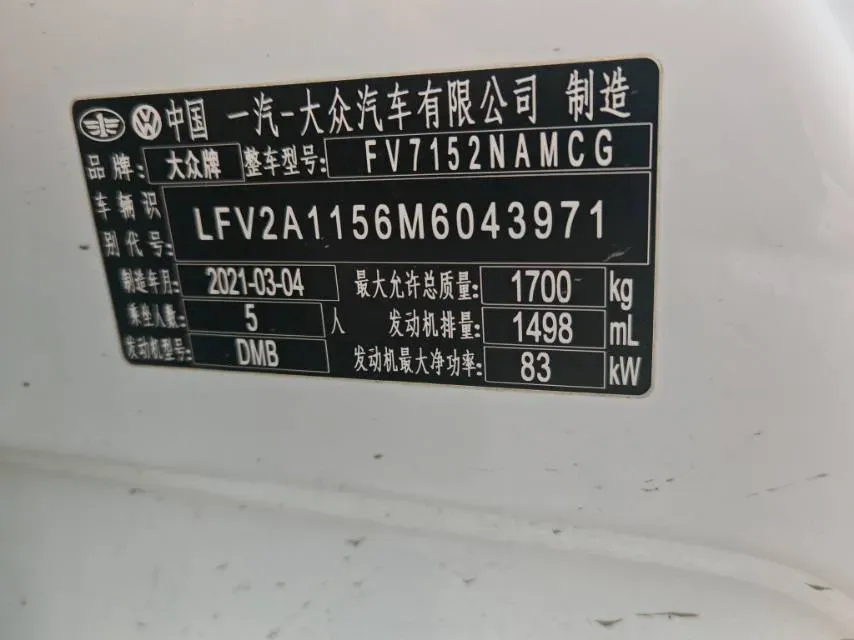 中国 一汽-大众汽车有限公司 制造
品牌: 大众牌 整车型号: FV7152NAMCG
车辆识别代号: LFV2A1156M6043971
制造年月: 2021-03-04 最大允许总质量: 1700 kg
乘坐人数: 5 人 发动机排量: 1498 mL
发动机型号: DMB 发动机最大净功率: 83 kW